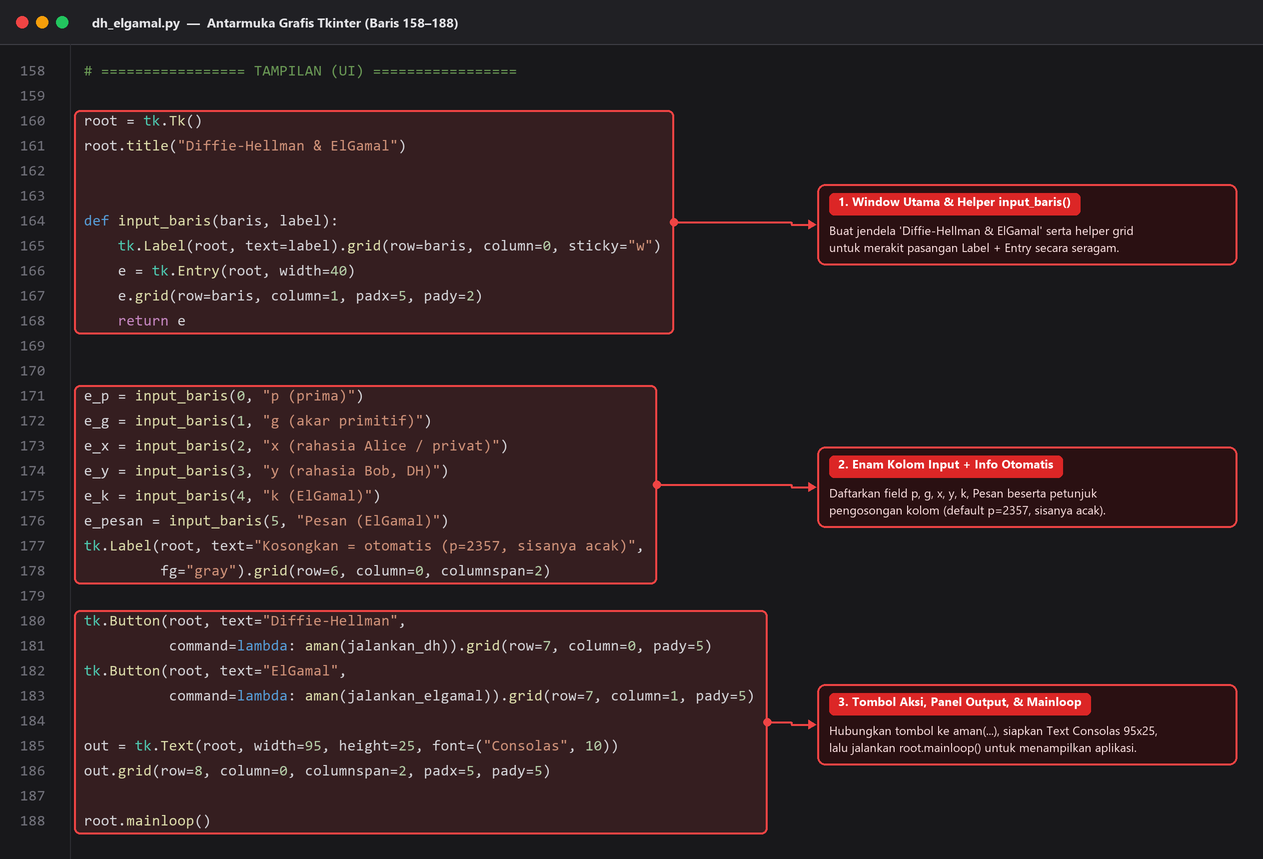 dh_elgamal.py — Antarmuka Grafis Tkinter (Baris 158–188)
158 # ================= TAMPILAN (UI) =================
159
160 root = tk.Tk()
161 root.title("Diffie-Hellman & ElGamal")
162
163
164 def input_baris(baris, label):
165     tk.Label(root, text=label).grid(row=baris, column=0, sticky="w")
166     e = tk.Entry(root, width=40)
167     e.grid(row=baris, column=1, padx=5, pady=2)
168     return e
169
170
1. Window Utama & Helper input_baris()
Buat jendela 'Diffie-Hellman & ElGamal' serta helper grid
untuk merakit pasangan Label + Entry secara seragam.
171 e_p = input_baris(0, "p (prima)")
172 e_g = input_baris(1, "g (akar primitif)")
173 e_x = input_baris(2, "x (rahasia Alice / privat)")
174 e_y = input_baris(3, "y (rahasia Bob, DH)")
175 e_k = input_baris(4, "k (ElGamal)")
176 e_pesan = input_baris(5, "Pesan (ElGamal)")
177 tk.Label(root, text="Kosongkan = otomatis (p=2357, sisanya acak)",
178          fg="gray").grid(row=6, column=0, columnspan=2)
179
2. Enam Kolom Input + Info Otomatis
Daftarkan field p, g, x, y, k, Pesan beserta petunjuk
pengosongan kolom (default p=2357, sisanya acak).
180 tk.Button(root, text="Diffie-Hellman",
181           command=lambda: aman(jalankan_dh)).grid(row=7, column=0, pady=5)
182 tk.Button(root, text="ElGamal",
183           command=lambda: aman(jalankan_elgamal)).grid(row=7, column=1, pady=5)
184
185 out = tk.Text(root, width=95, height=25, font=("Consolas", 10))
186 out.grid(row=8, column=0, columnspan=2, padx=5, pady=5)
187
188 root.mainloop()
3. Tombol Aksi, Panel Output, & Mainloop
Hubungkan tombol ke aman(...), siapkan Text Consolas 95x25,
lalu jalankan root.mainloop() untuk menampilkan aplikasi.